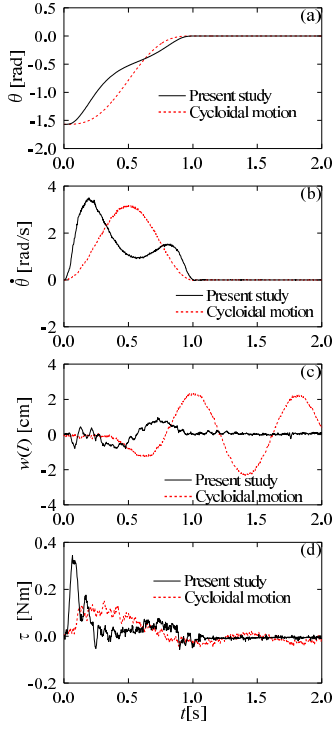 (a)
0.0
-0.5
-1.0
-1.5
-2.0
θ [rad]
Present study
Cycloidal motion
0.0 0.5 1.0 1.5 2.0
(b)
4
2
0
-2
θ̇ [rad/s]
Present study
Cycloidal motion
0.0 0.5 1.0 1.5 2.0
(c)
4
2
0
-2
-4
w(l) [cm]
Present study
Cycloidal motion
0.0 0.5 1.0 1.5 2.0
(d)
0.4
0.2
0.0
-0.2
τ [Nm]
Present study
Cycloidal motion
0.0 0.5 1.0 1.5 2.0
t[s]